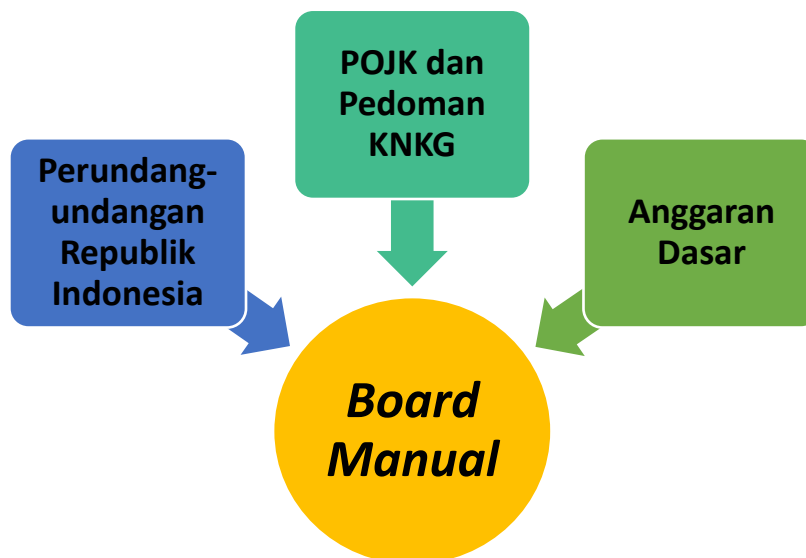 POJK dan
Pedoman
KNKG
Perundang-
undangan
Republik
Indonesia
Anggaran
Dasar
Board
Manual